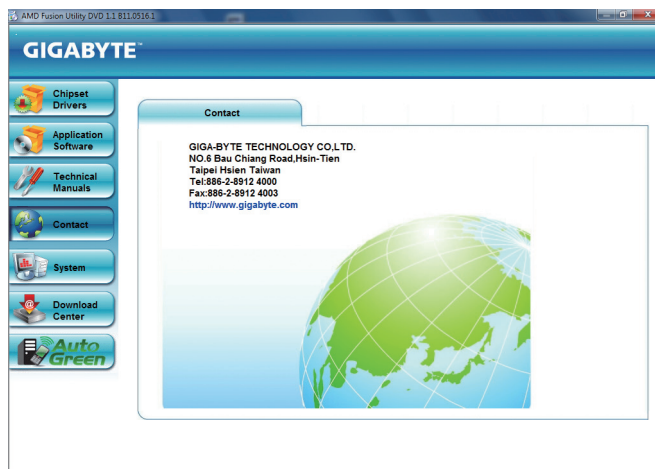 AMD Fusion Utility DVD 1.1 B11.0516.1
GIGABYTE™
Chipset
Drivers
Application
Software
Technical
Manuals
Contact
System
Download
Center
Auto
Green
Contact
GIGA-BYTE TECHNOLOGY CO,LTD.
NO.6 Bau Chiang Road,Hsin-Tien
Taipei Hsien Taiwan
Tel:886-2-8912 4000
Fax:886-2-8912 4003
http://www.gigabyte.com